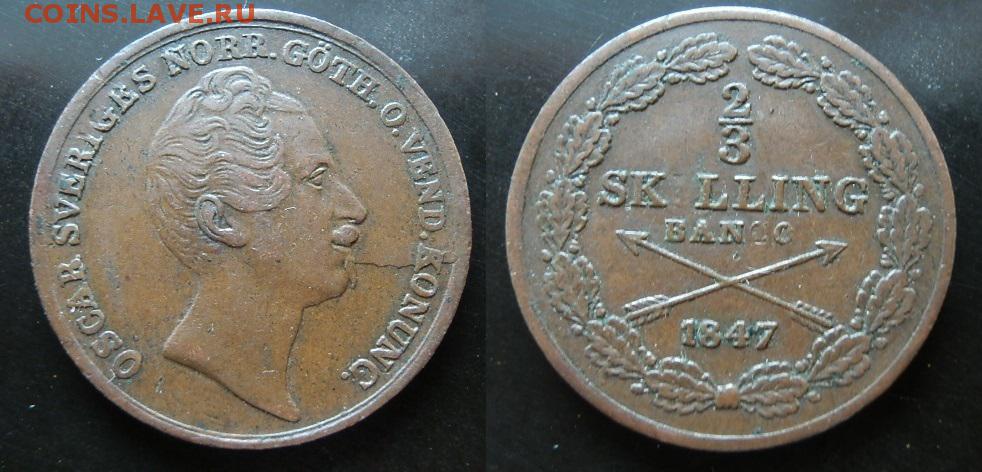 COINS.LAVE.RU
OSCAR SVERIGES NORR. GÖTH. O. VEND. KONUNG.
2
3
SK LLING
BANCO
1847